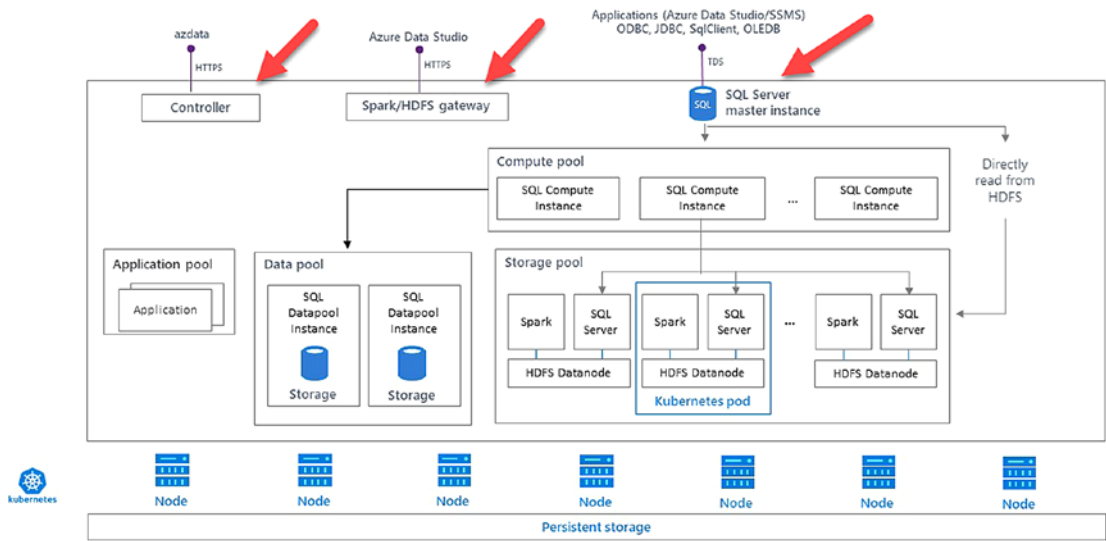 Applications (Azure Data Studio/SSMS)
ODBC, JDBC, SqlClient, OLEDB
azdata
Azure Data Studio
HTTPS
HTTPS
TDS
Controller
Spark/HDFS gateway
SQL
SQL Server
master instance
Compute pool
SQL Compute
Instance
SQL Compute
Instance
...
SQL Compute
Instance
Directly
read from
HDFS
Application pool
Application
Data pool
SQL
Datapool
Instance
Storage
SQL
Datapool
Instance
Storage
Storage pool
Spark
SQL
Server
HDFS Datanode
Spark
SQL
Server
HDFS Datanode
Kubernetes pod
...
Spark
SQL
Server
HDFS Datanode
kubernetes
Node
Node
Node
Node
Node
Node
Node
Persistent storage